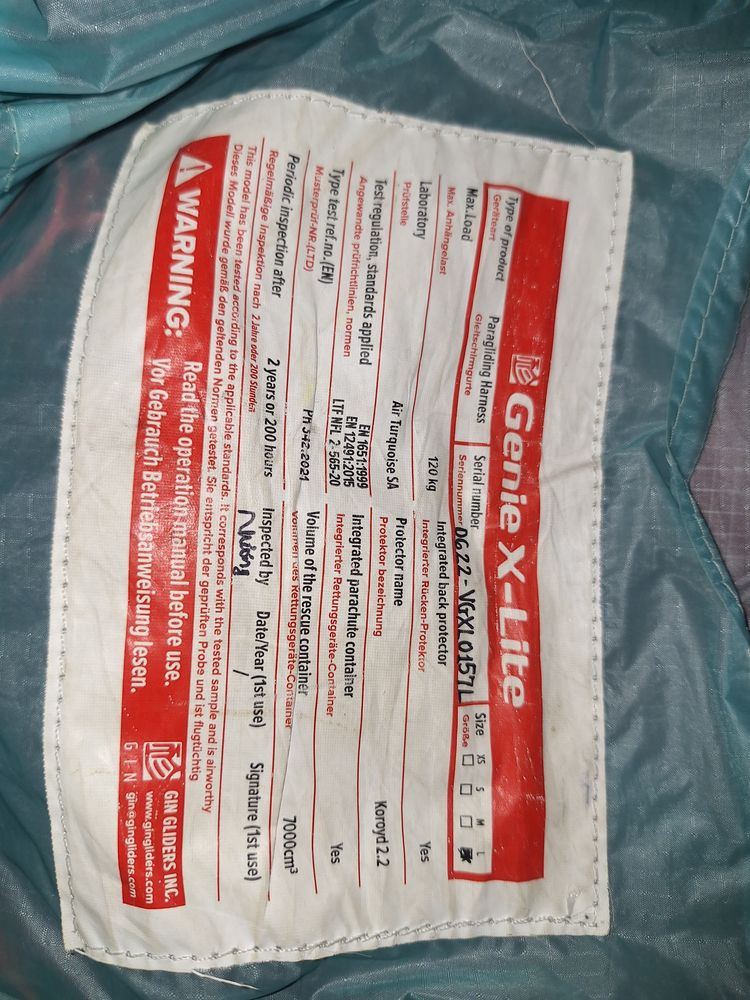 Genie X-Lite
Type of product Paragliding Harness Serial number D622-VGXL0157L Size XS S M L
Geräteart Gleitschirmgurte Seriennummer Größe
Max.Load 120 kg Integrated back protector Yes
Max. Anhängelast Integrierter Rücken-Protektor
Laboratory Air Turquoise SA Protector name Koroyd 2.2
Prüfstelle Protektor bezeichnung
Test regulation, standards applied EN 1651:1999 Integrated parachute container Yes
Angewandte prüfrichtlinien, normen EN 12491:2015 Integrierter Rettungsgeräte-Container
LTF NFL 2-565-20
Type test ref.no.(EN) PH 342.2021 Volume of the rescue container 7000cm³
Musterprüf-NR.(LTD) Volumen des Rettungsgeräte-Container
Periodic inspection after 2 years or 200 hours Inspected by Date/Year (1st use) Signature (1st use)
Regelmäßige Inspektion nach 2 Jahre oder 200 Stunden /
This model has been tested according to the applicable standards. It corresponds with the tested sample and is airworthy
Dieses Modell wurde gemäß den geltenden Normen getestet. Sie entspricht der geprüften Probe und ist flugtüchtig
WARNING: Read the operation manual before use.
Vor Gebrauch Betriebsanweisung lesen.
GIN
GIN GLIDERS INC.
www.gingliders.com
gin@gingliders.com